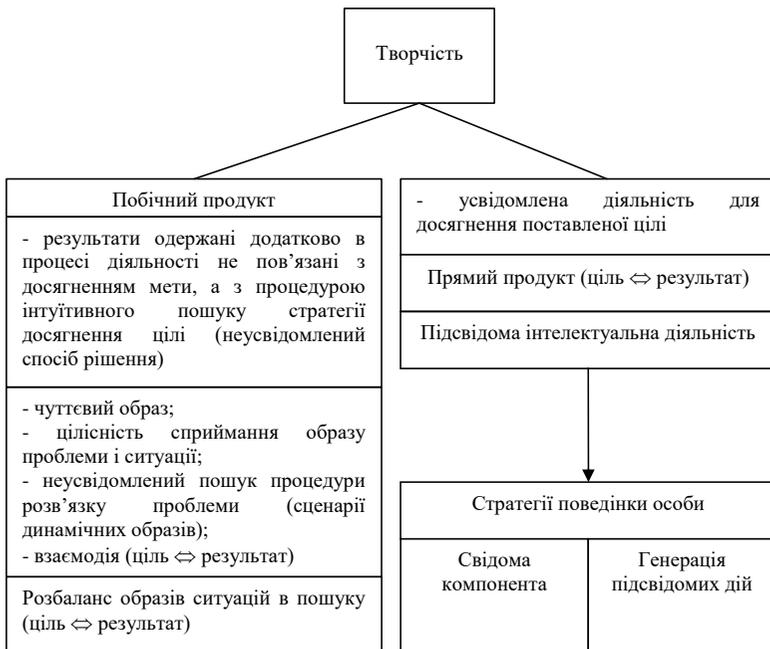 Творчість
Побічний продукт
- результати одержані додатково в
процесі діяльності не пов’язані з
досягненням мети, а з процедурою
інтуїтивного пошуку стратегії
досягнення цілі (неусвідомлений
спосіб рішення)
- чуттєвий образ;
- цілісність сприймання образу
проблеми і ситуації;
- неусвідомлений пошук процедури
розв’язку проблеми (сценарії
динамічних образів);
- взаємодія (ціль ⇔ результат)
Розбаланс образів ситуацій в пошуку
(ціль ⇔ результат)
- усвідомлена діяльність для
досягнення поставленої цілі
Прямий продукт (ціль ⇔ результат)
Підсвідома інтелектуальна діяльність
Стратегії поведінки особи
Свідома
компонента
Генерація
підсвідомих дій